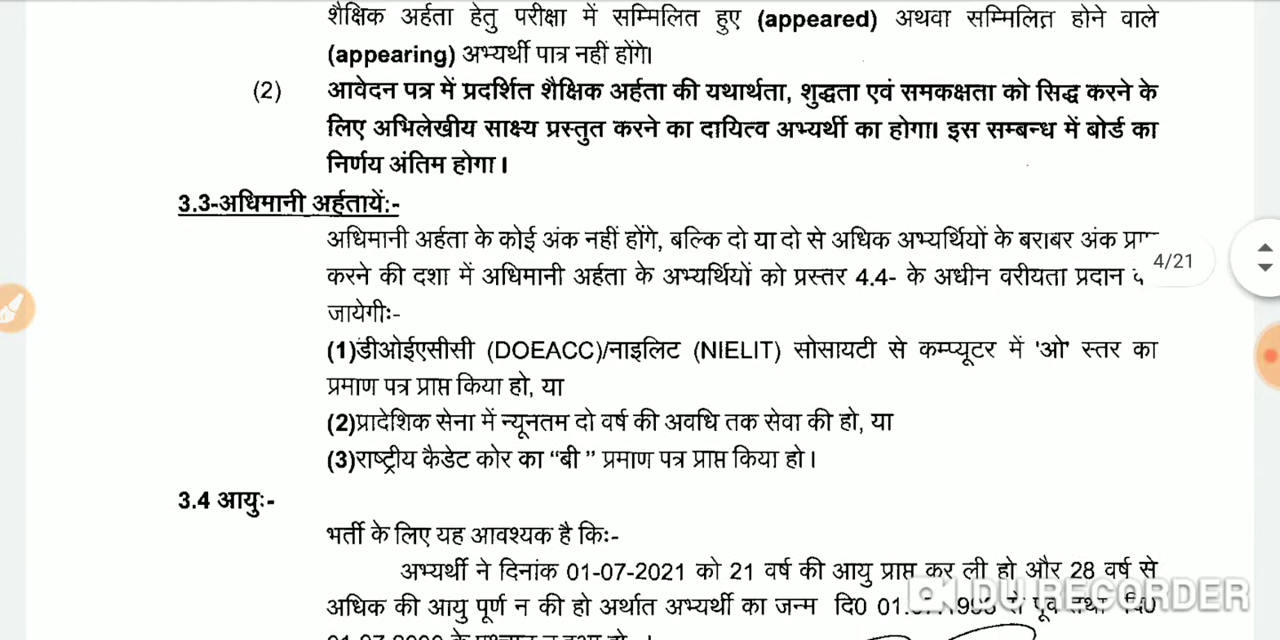 शैक्षिक अर्हता हेतु परीक्षा में सम्मिलित हुए (appeared) अथवा सम्मिलित होने वाले
(appearing) अभ्यर्थी पात्र नहीं होंगे।
(2) आवेदन पत्र में प्रदर्शित शैक्षिक अर्हता की यथार्थता, शुद्धता एवं समकक्षता को सिद्ध करने के
लिए अभिलेखीय साक्ष्य प्रस्तुत करने का दायित्व अभ्यर्थी का होगा। इस सम्बन्ध में बोर्ड का
निर्णय अंतिम होगा ।
3.3-अधिमानी अर्हतायें:-
अधिमानी अर्हता के कोई अंक नहीं होंगे, बल्कि दो या दो से अधिक अभ्यर्थियों के बराबर अंक
करने की दशा में अधिमानी अर्हता के अभ्यर्थियों को प्रस्तर 4.4- के अधीन वरीयता प्रदान
4/21
जायेगीः-
(1)डीओईएसीसी (DOEACC)/नाइलिट (NIELIT) सोसायटी से कम्प्यूटर में 'ओ' स्तर का
प्रमाण पत्र प्राप्त किया हो, या
(2)प्रादेशिक सेना में न्यूनतम दो वर्ष की अवधि तक सेवा की हो, या
(3)राष्ट्रीय कैडेट कोर का “बी ” प्रमाण पत्र प्राप्त किया हो ।
3.4 आयुः-
भर्ती के लिए यह आवश्यक है किः-
अभ्यर्थी ने दिनांक 01-07-2021 को 21 वर्ष की आयु प्राप्त कर ली हो और 28 वर्ष से
अधिक की आयु पूर्ण न की हो अर्थात अभ्यर्थी का जन्म दि0
DU RECORDER